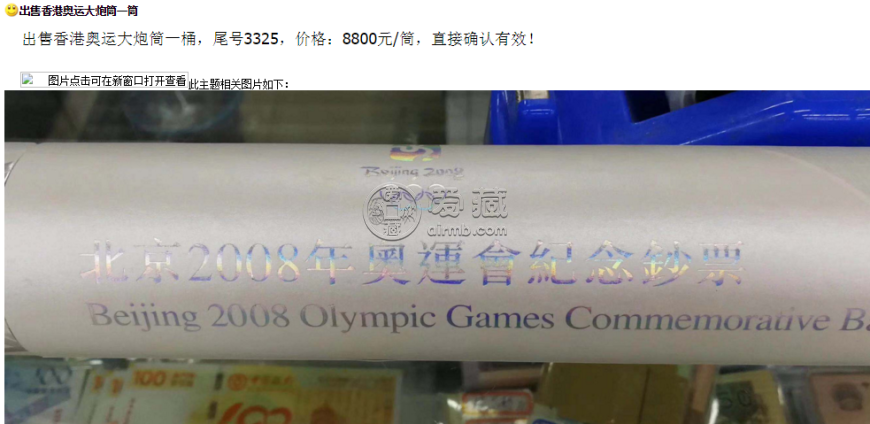 出售香港奥运大炮筒一筒
出售香港奥运大炮筒一桶，尾号3325，价格：8800元/筒，直接确认有效！
图片点击可在新窗口打开查看此主题相关图片如下：
Beijing 2008
爱藏
airmb.com
北京2008年奧運會紀念鈔票
Beijing 2008 Olympic Games Commemorative Ba
100
100